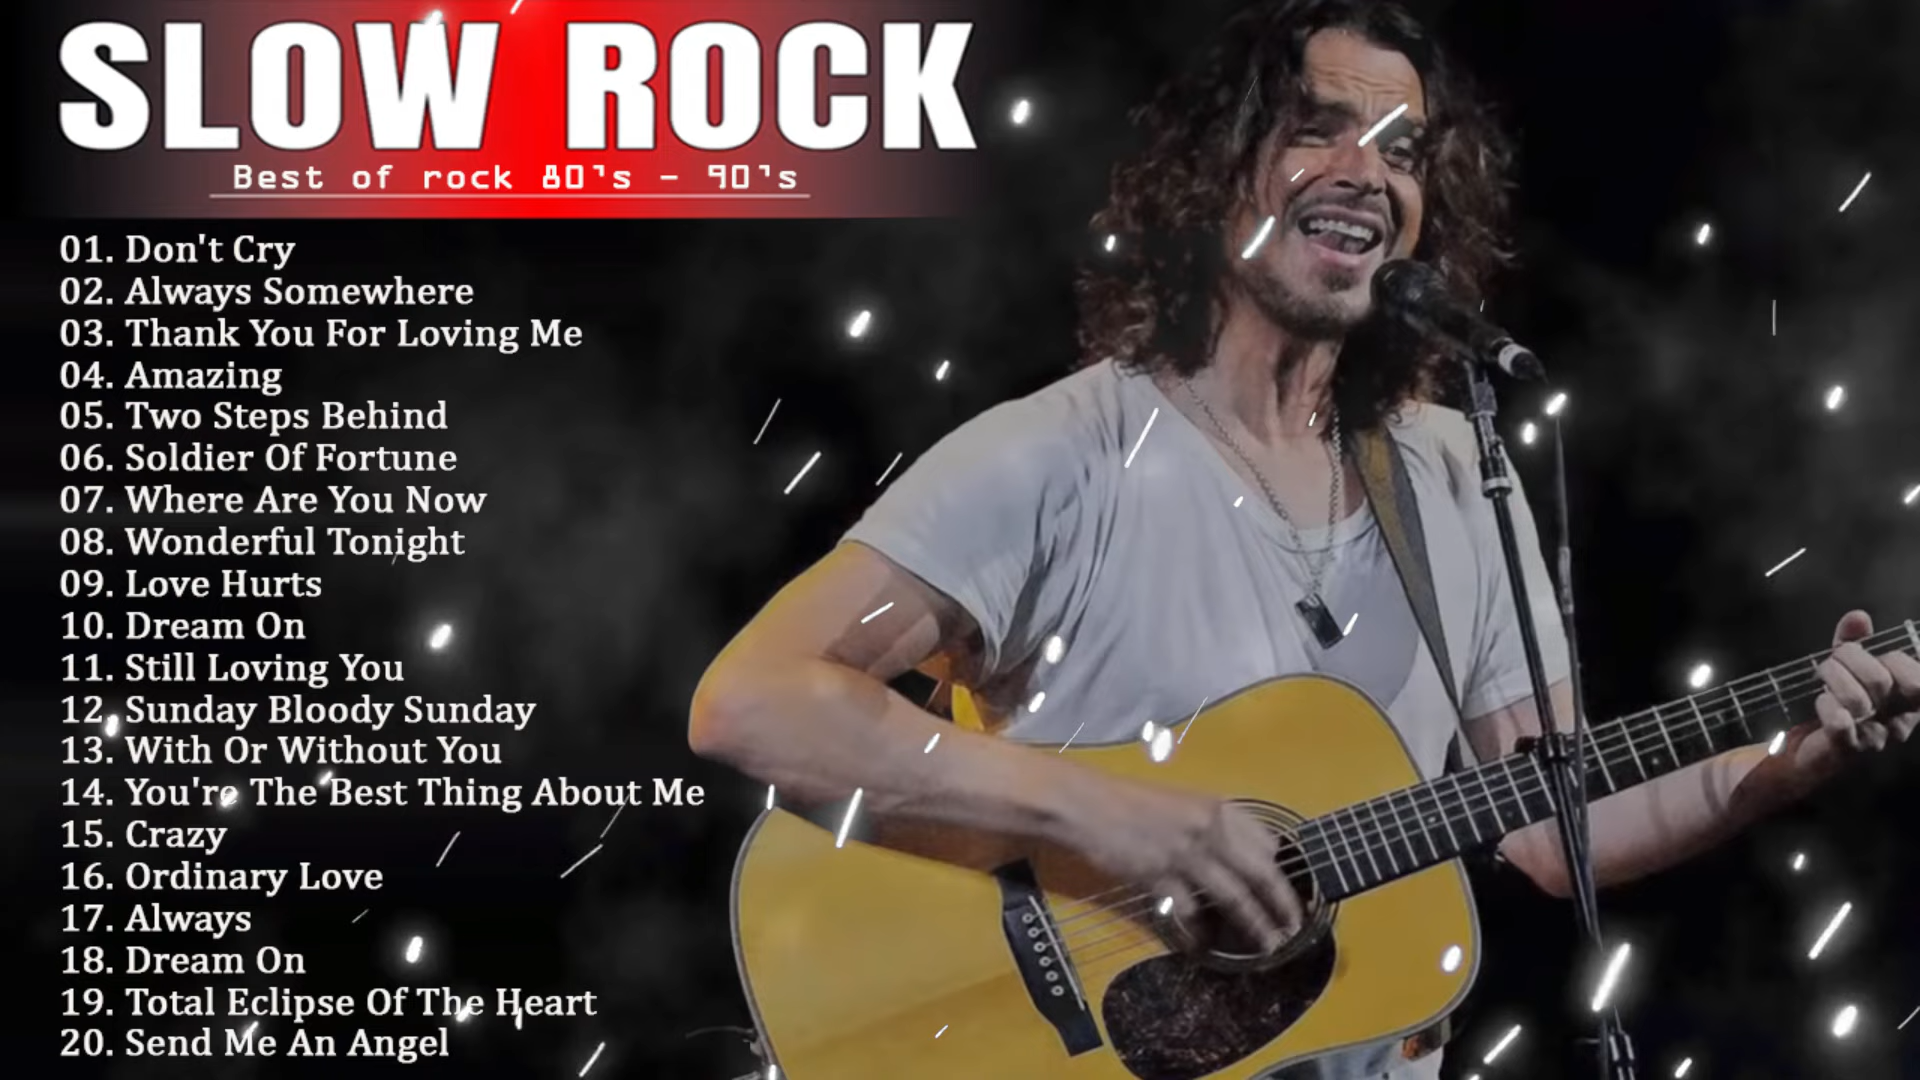 SLOW ROCK
Best of rock 80's - 90's
01. Don't Cry
02. Always Somewhere
03. Thank You For Loving Me
04. Amazing
05. Two Steps Behind
06. Soldier Of Fortune
07. Where Are You Now
08. Wonderful Tonight
09. Love Hurts
10. Dream On
11. Still Loving You
12. Sunday Bloody Sunday
13. With Or Without You
14. You're The Best Thing About Me
15. Crazy
16. Ordinary Love
17. Always
18. Dream On
19. Total Eclipse Of The Heart
20. Send Me An Angel